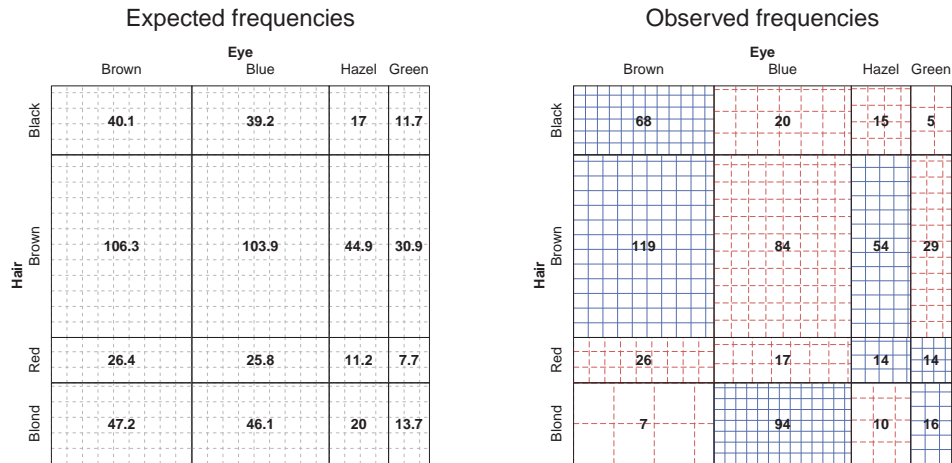 Expected frequencies
Eye
Brown Blue Hazel Green
Hair
Black 40.1 39.2 17 11.7
Brown 106.3 103.9 44.9 30.9
Red 26.4 25.8 11.2 7.7
Blond 47.2 46.1 20 13.7
Observed frequencies
Eye
Brown Blue Hazel Green
Hair
Black 68 20 15 5
Brown 119 84 54 29
Red 26 17 14 14
Blond 7 94 10 16